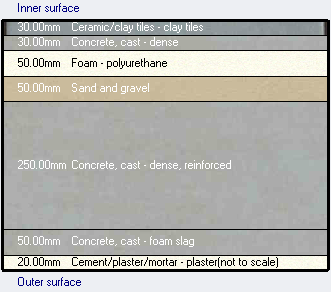 Inner surface
30.00mm Ceramic/clay tiles - clay tiles
30.00mm Concrete, cast - dense
50.00mm Foam - polyurethane
50.00mm Sand and gravel
250.00mm Concrete, cast - dense, reinforced
50.00mm Concrete, cast - foam slag
20.00mm Cement/plaster/mortar - plaster(not to scale)
Outer surface